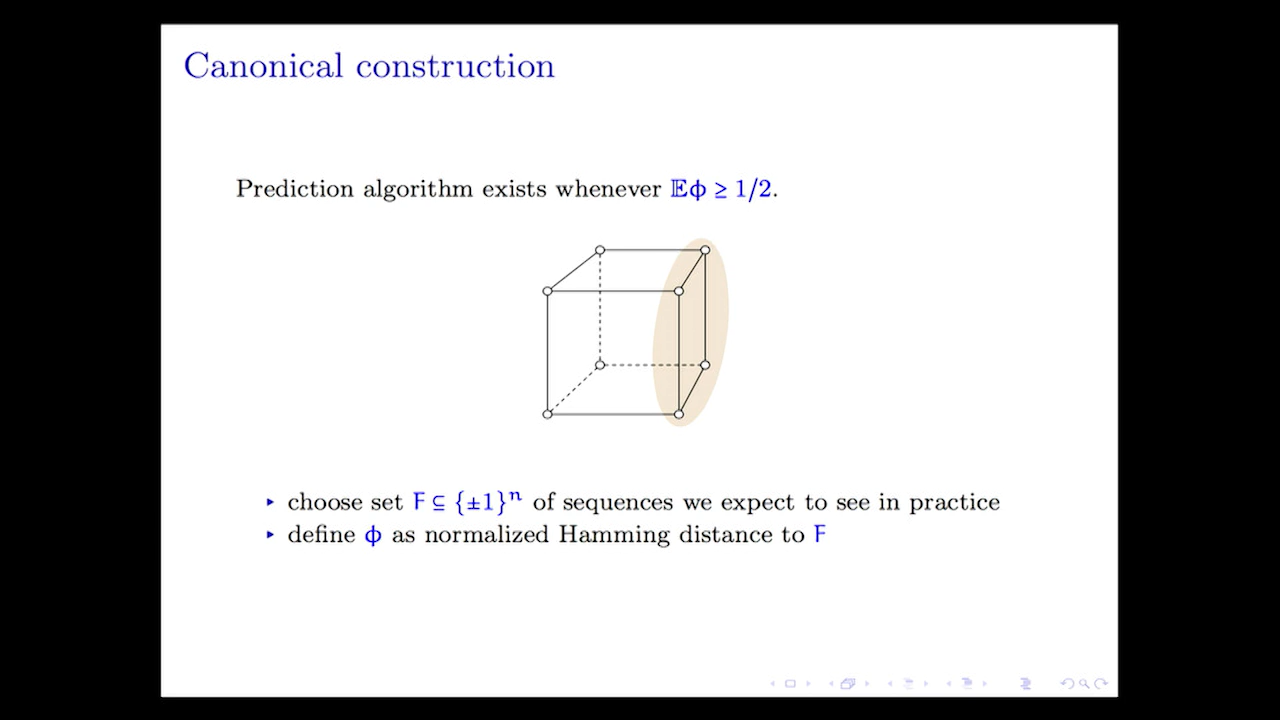 Canonical construction
Prediction algorithm exists whenever 𝔼ϕ ≥ 1/2.
▸ choose set F ⊆ {±1}ⁿ of sequences we expect to see in practice
▸ define ϕ as normalized Hamming distance to F